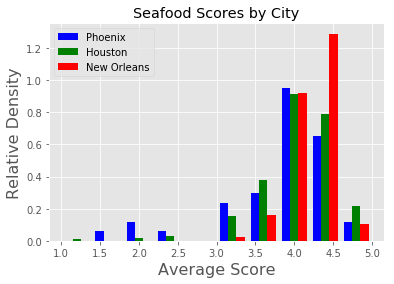 Seafood Scores by City
Phoenix
Houston
New Orleans
Relative Density
1.2
1.0
0.8
0.6
0.4
0.2
0.0
1.0 1.5 2.0 2.5 3.0 3.5 4.0 4.5 5.0
Average Score